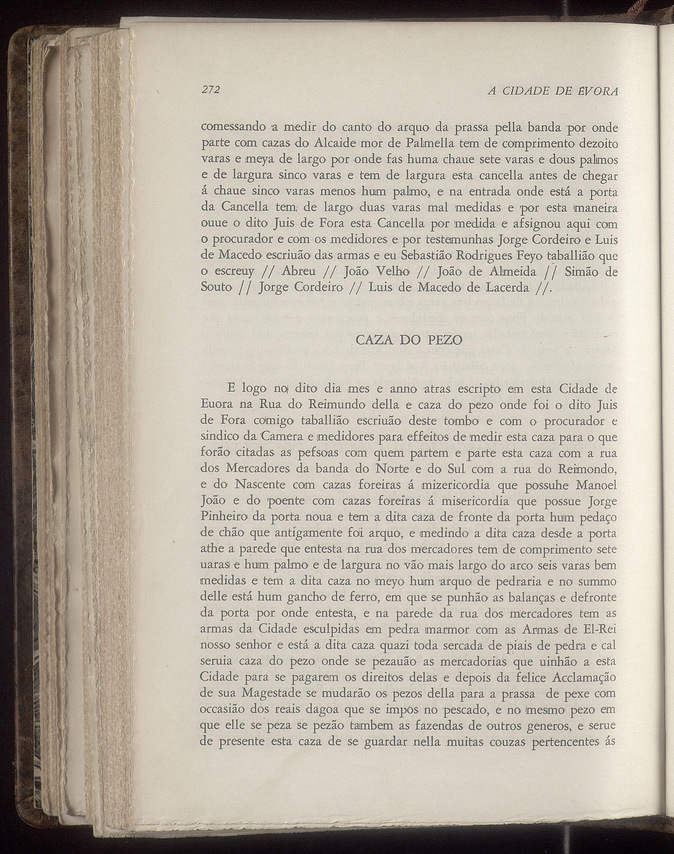 272 A CIDADE DE ÉVORA
comessando a medir do canto do arquo da prassa pella banda por onde
parte com cazas do Alcaide mor de Palmella tem de comprimento dezoito
varas e meya de largo por onde fas huma chaue sete varas e dous palmos
e de largura sinco varas e tem de largura esta cancella antes de chegar
á chaue sinco varas menos hum palmo, e na entrada onde está a porta
da Cancella tem, de largo duas varas mal medidas e por esta maneira
ouue o dito Juis de Fora esta Cancella por medida e afsignou aqui com
o procurador e com os medidores e por testemunhas Jorge Cordeiro e Luis
de Macedo escriuão das armas e eu Sebastião Rodrigues Feyo taballião que
o escreuy // Abreu // João Velho // João de Almeida // Simão de
Souto // Jorge Cordeiro // Luis de Macedo de Lacerda //.
CAZA DO PEZO
E logo no dito dia mes e anno atras escripto em esta Cidade de
Euora na Rua do Reimundo della e caza do pezo onde foi o dito Juis
de Fora comigo taballião escriuão deste tombo e com o procurador e
sindico da Camera e medidores para effeitos de medir esta caza para o que
forão citadas as pefsoas com quem partem e parte esta caza com a rua
dos Mercadores da banda do Norte e do Sul com a rua do Reimondo,
e do Nascente com cazas foreiras á mizericordia que possuhe Manoel
João e do poente com cazas foreiras á misericordia que possue Jorge
Pinheiro da porta noua e tem a dita caza de fronte da porta hum pedaço
de chão que antigamente foi arquo, e medindo a dita caza desde a porta
athe a parede que entesta na rua dos mercadores tem de comprimento sete
uaras e hum palmo e de largura no vão mais largo do arco seis varas bem
medidas e tem a dita caza no meyo hum arquo de pedraria e no summo
delle está hum gancho de ferro, em que se punhão as balanças e defronte
da porta por onde entesta, e na parede da rua dos mercadores tem as
armas da Cidade esculpidas em pedra marmor com as Armas de El-Rei
nosso senhor e está a dita caza quazi toda sercada de piais de pedra e cal
seruia caza do pezo onde se pezauão as mercadorias que uinhão a esta
Cidade para se pagarem os direitos delas e depois da felice Acclamação
de sua Magestade se mudarão os pezos della para a prassa de pexe com
occasião dos reais dagoa que se impôs no pescado, e no mesmo pezo em
que elle se peza se pezão tambem as fazendas de outros generos, e serue
de presente esta caza de se guardar nella muitas couzas pertencentes ás